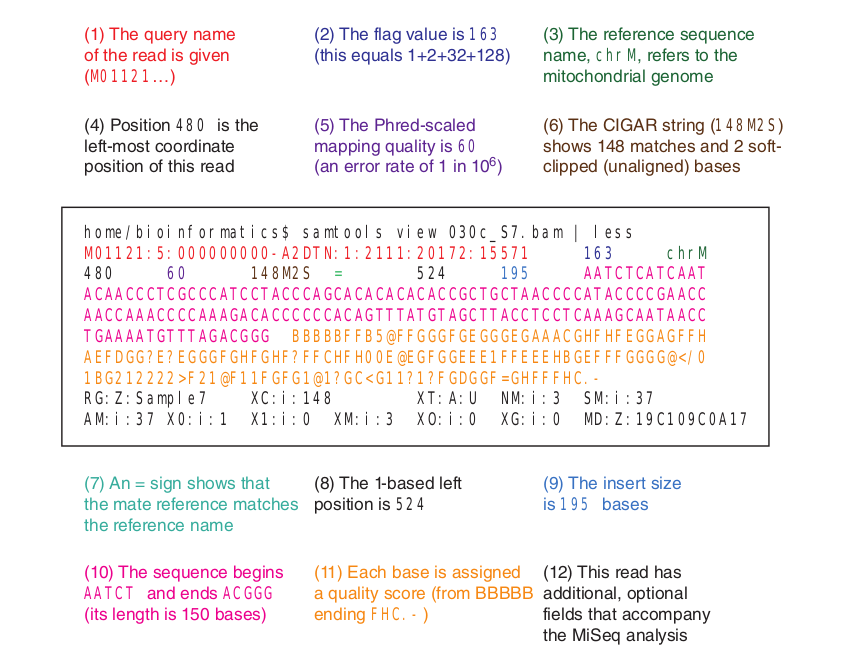 (1) The query name
of the read is given
(M01121...)
(2) The flag value is 163
(this equals 1+2+32+128)
(3) The reference sequence
name, chrM, refers to the
mitochondrial genome
(4) Position 480 is the
left-most coordinate
position of this read
(5) The Phred-scaled
mapping quality is 60
(an error rate of 1 in 10⁶)
(6) The CIGAR string (148M2S)
shows 148 matches and 2 soft-
clipped (unaligned) bases
home/bioinformatics$ samtools view 030c_S7.bam | less
M01121:5:000000000-A2DTN:1:2111:20172:15571 163 chrM
480 60 148M2S = 524 195 AATCTCATCAAT
ACAACCCTCGCCCATCCTACCCAGCACACACACACCGCTGCTAACCCCATACCCCGAACC
AACCAAACCCCAAAGACACCCCCCACAGTTTATGTAGCTTACCTCCTCAAAGCAATAACC
TGAAAATGTTTAGACGGG BBBBBFFB5@FFGGGFGEGGGEGAAACGHFHFEGGAGFFH
AEFDGG?E?EGGGFGHFGHF?FFCHFH00E@EGFGGEEE1FFEEEHBGEFFFGGGG@</0
1BG212222>F21@F11FGFG1@1?GC<G11?1?FGDGGF=GHFFFHC.-
RG:Z:Sample7 XC:i:148 XT:A:U NM:i:3 SM:i:37
AM:i:37 X0:i:1 X1:i:0 XM:i:3 XO:i:0 XG:i:0 MD:Z:19C109C0A17
(7) An = sign shows that
the mate reference matches
the reference name
(8) The 1-based left
position is 524
(9) The insert size
is 195 bases
(10) The sequence begins
AATCT and ends ACGGG
(its length is 150 bases)
(11) Each base is assigned
a quality score (from BBBBB
ending FHC.-)
(12) This read has
additional, optional
fields that accompany
the MiSeq analysis